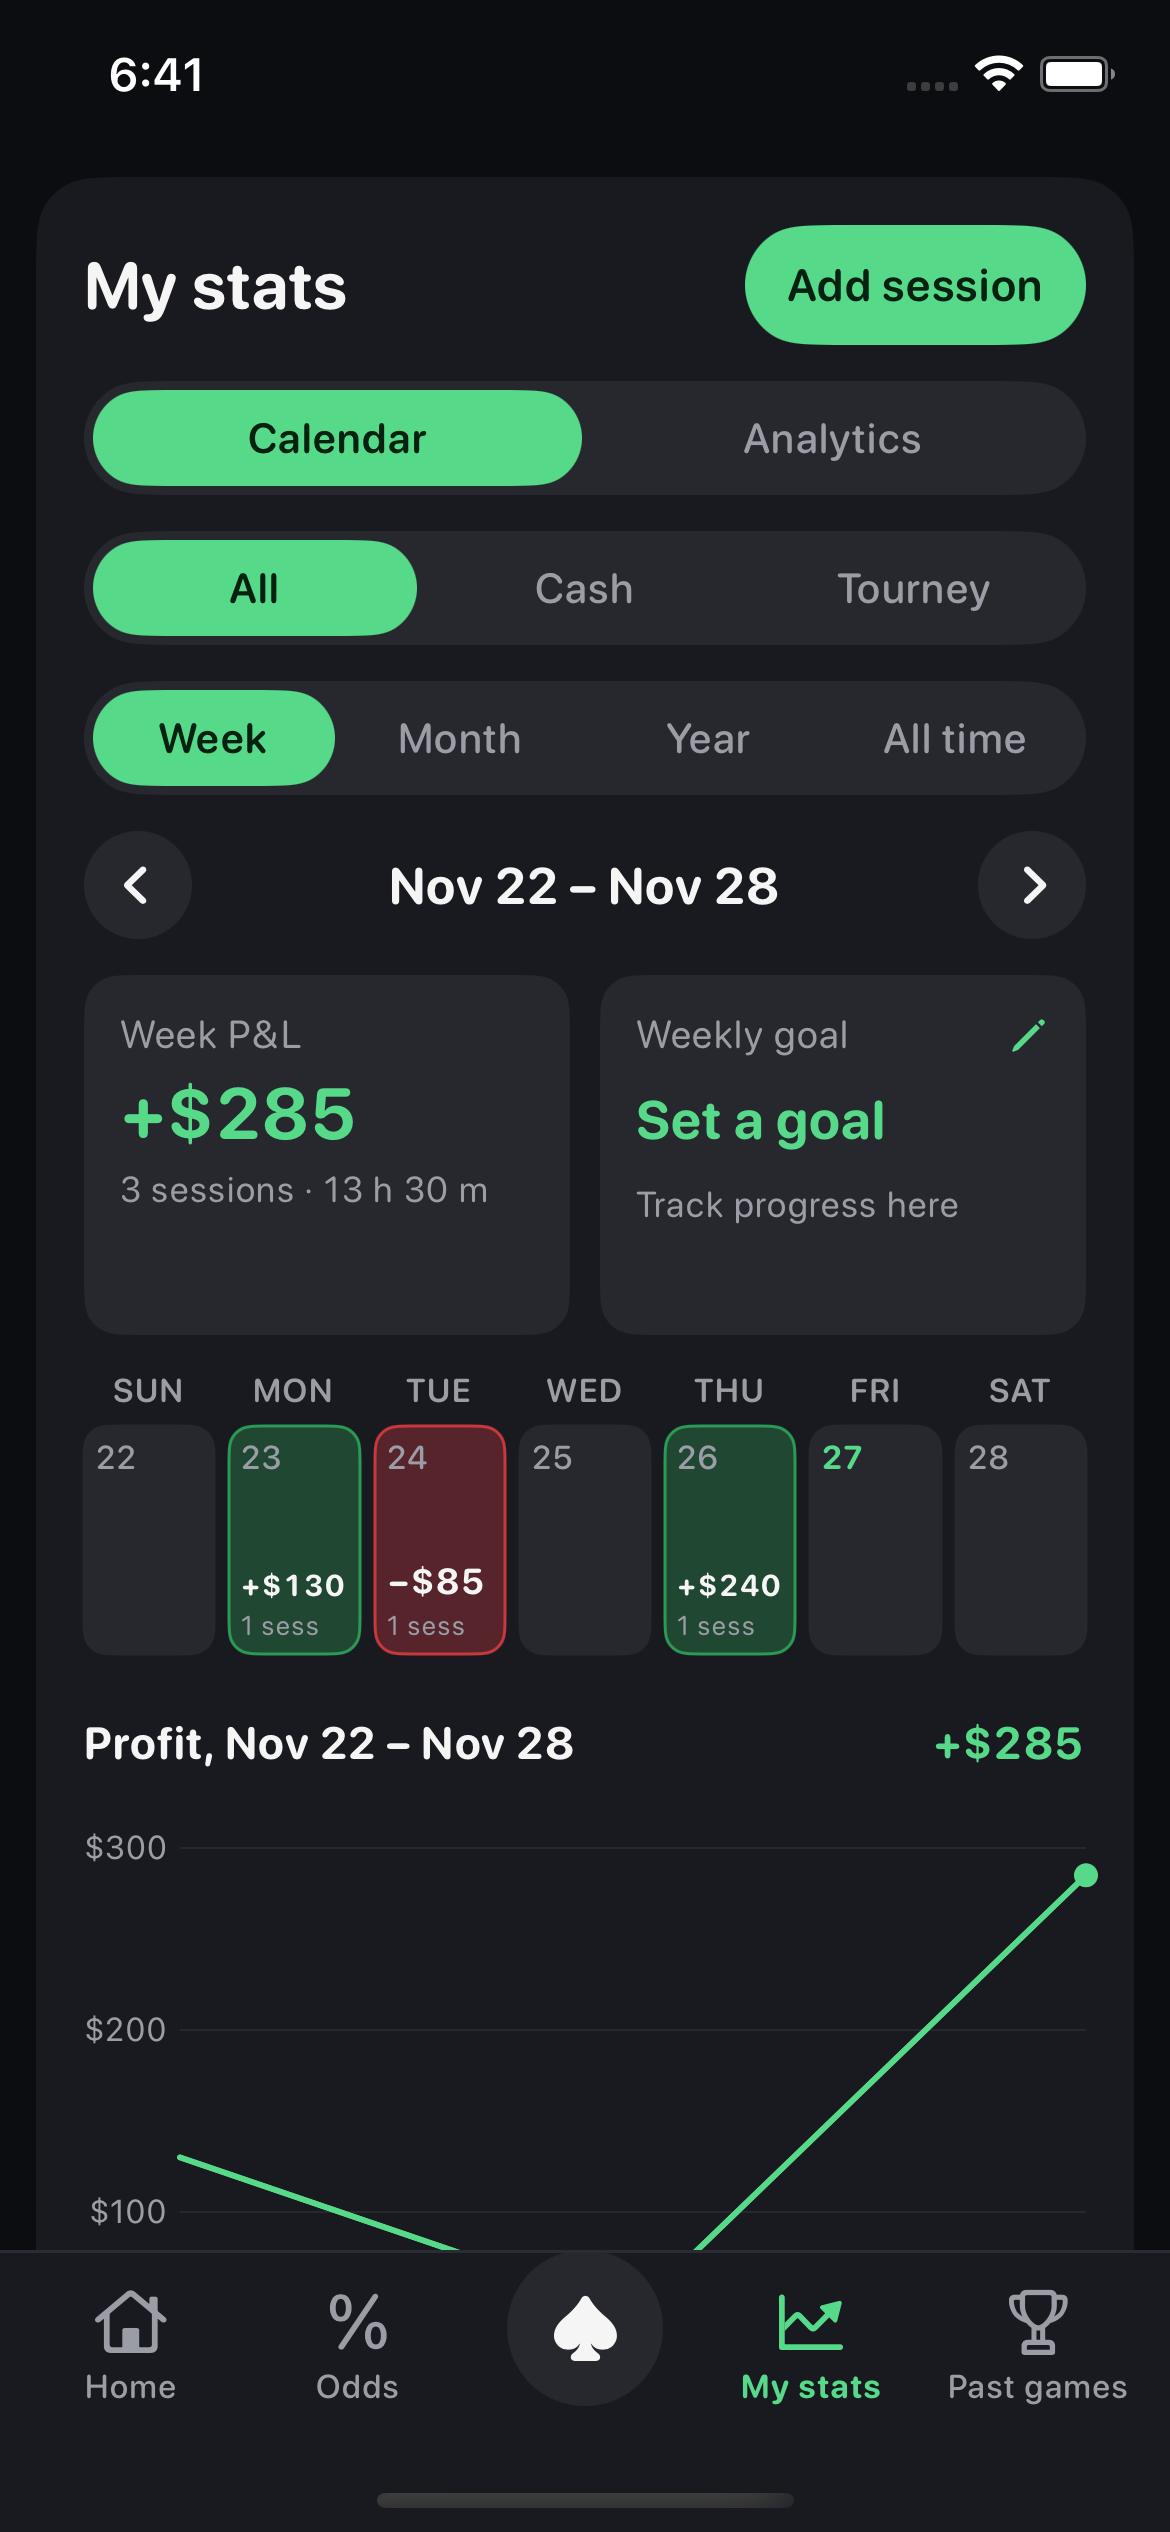 6:41
My stats
Add session
Calendar Analytics
All Cash Tourney
Week Month Year All time
Nov 22 – Nov 28
Week P&L
+$285
3 sessions · 13 h 30 m
Weekly goal
Set a goal
Track progress here
SUN MON TUE WED THU FRI SAT
22 23 24 25 26 27 28
+$130 −$85 +$240
1 sess 1 sess 1 sess
Profit, Nov 22 – Nov 28 +$285
$300
$200
$100
Home Odds My stats Past games